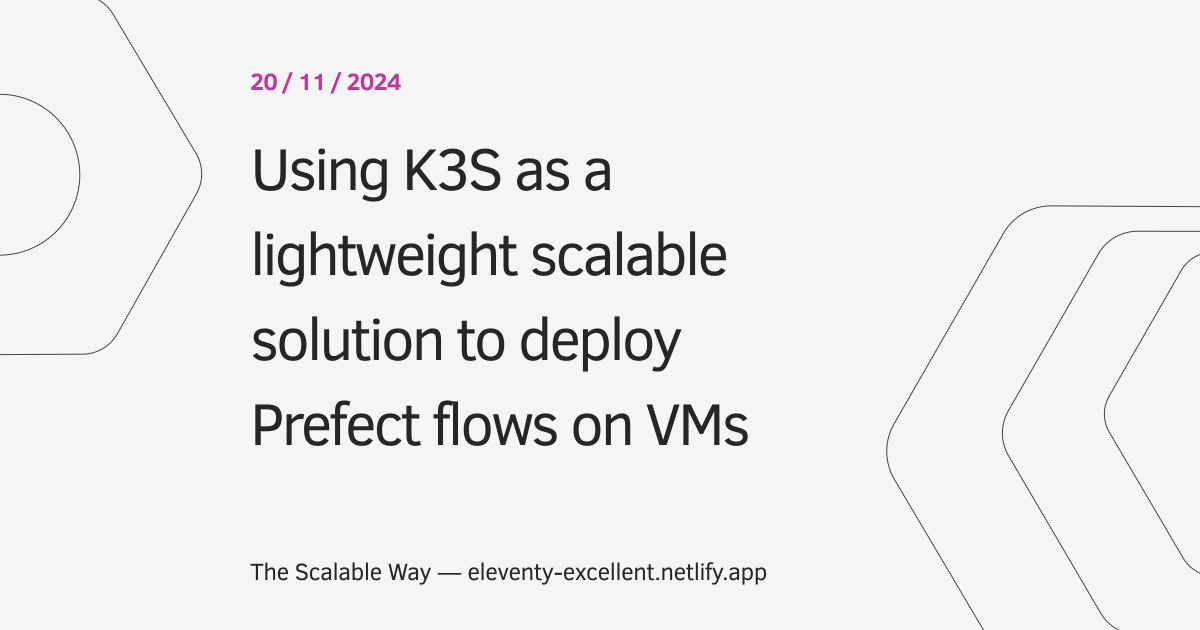 20 / 11 / 2024
Using K3S as a
lightweight scalable
solution to deploy
Prefect flows on VMs
The Scalable Way — eleventy-excellent.netlify.app